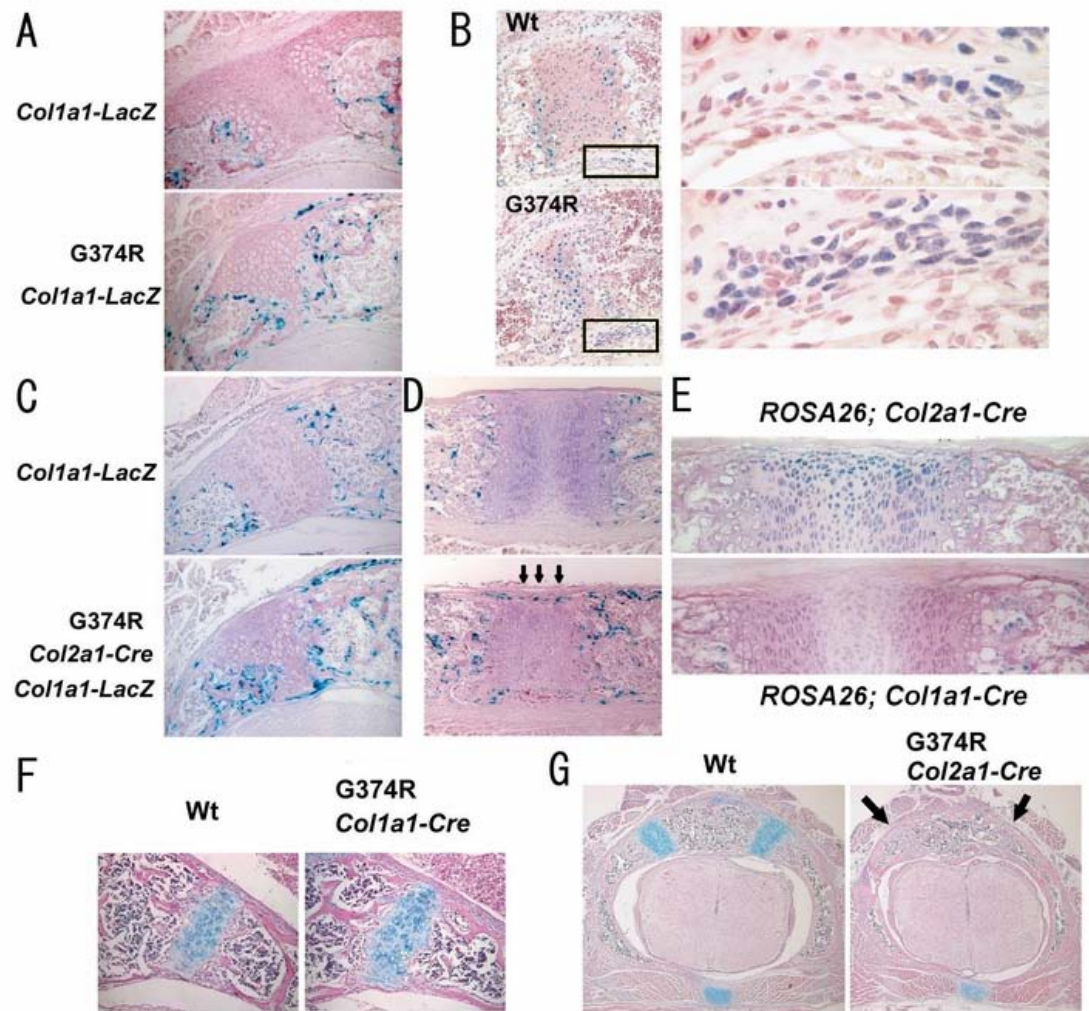 A
Col1a1-LacZ
G374R
Col1a1-LacZ
B
Wt
G374R
C
Col1a1-LacZ
G374R
Col2a1-Cre
Col1a1-LacZ
D
E
ROSA26; Col2a1-Cre
ROSA26; Col1a1-Cre
F
Wt
G374R
Col1a1-Cre
G
Wt
G374R
Col2a1-Cre